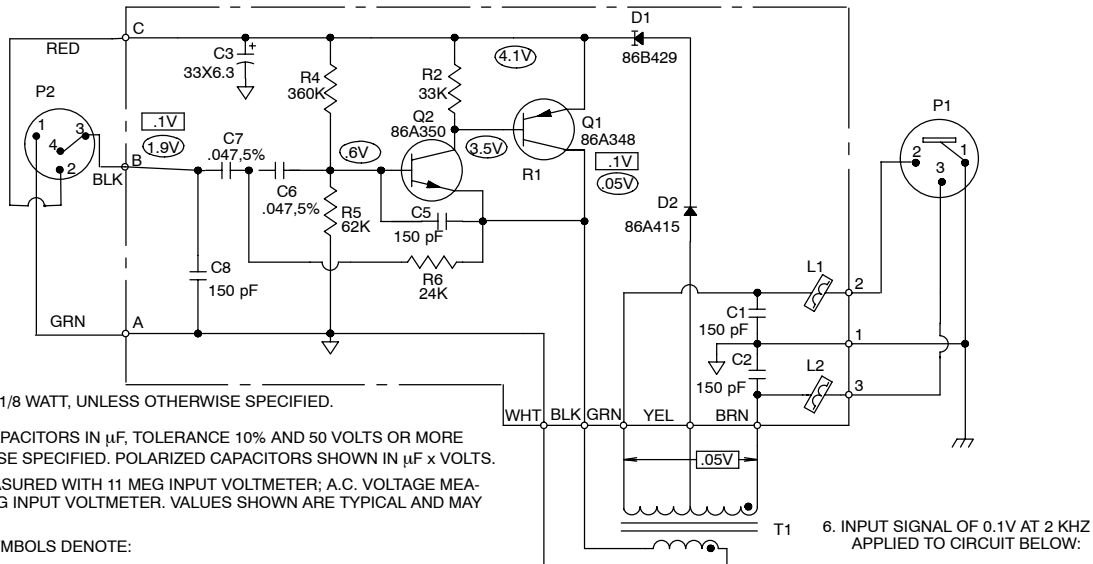 C
D1
RED
C3
+
33X6.3
R4
360K
R2
33K
4.1V
86B429
P2
Q2
86A350
Q1
86A348
P1
1
3
4
2
.1V
1.9V
C7
.047,5%
.6V
3.5V
.1V
.05V
R1
2
1
3
B
BLK
C6
.047,5%
R5
62K
C5
150 pF
D2
86A415
C8
150 pF
R6
24K
L1
2
GRN
A
C1
150 pF
1
C2
150 pF
L2
3
1/8 WATT, UNLESS OTHERWISE SPECIFIED.
WHT
BLK
GRN
YEL
BRN
PACITORS IN µF, TOLERANCE 10% AND 50 VOLTS OR MORE
SE SPECIFIED. POLARIZED CAPACITORS SHOWN IN µF x VOLTS.
.05V
ASURED WITH 11 MEG INPUT VOLTMETER; A.C. VOLTAGE MEA-
G INPUT VOLTMETER. VALUES SHOWN ARE TYPICAL AND MAY
T1
6. INPUT SIGNAL OF 0.1V AT 2 KHZ
APPLIED TO CIRCUIT BELOW:
MBOLS DENOTE: